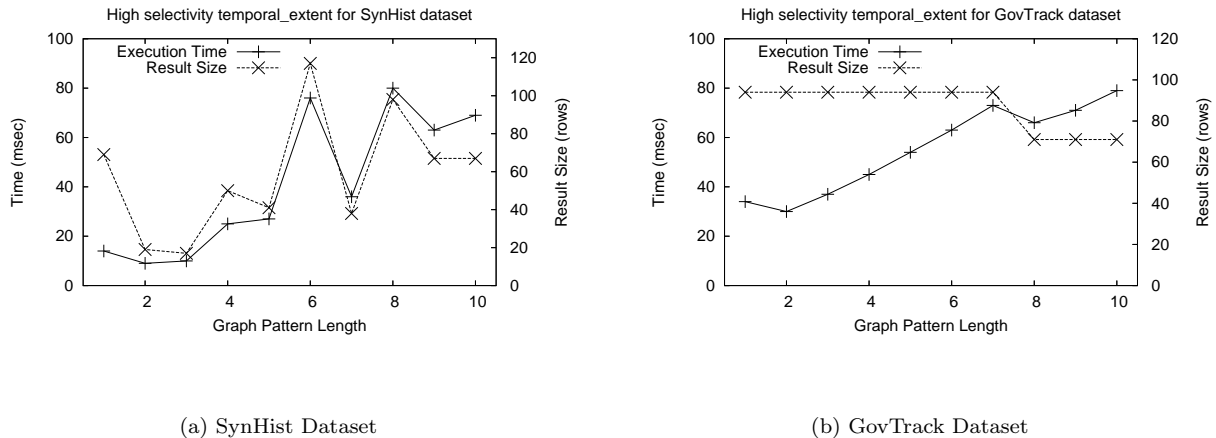 High selectivity temporal_extent for SynHist dataset
100
80
60
40
20
0
Time (msec)
Execution Time
Result Size
120
100
80
60
40
20
0
Result Size (rows)
2 4 6 8 10
Graph Pattern Length
(a) SynHist Dataset
High selectivity temporal_extent for GovTrack dataset
100
80
60
40
20
0
Time (msec)
Execution Time
Result Size
120
100
80
60
40
20
0
Result Size (rows)
2 4 6 8 10
Graph Pattern Length
(b) GovTrack Dataset